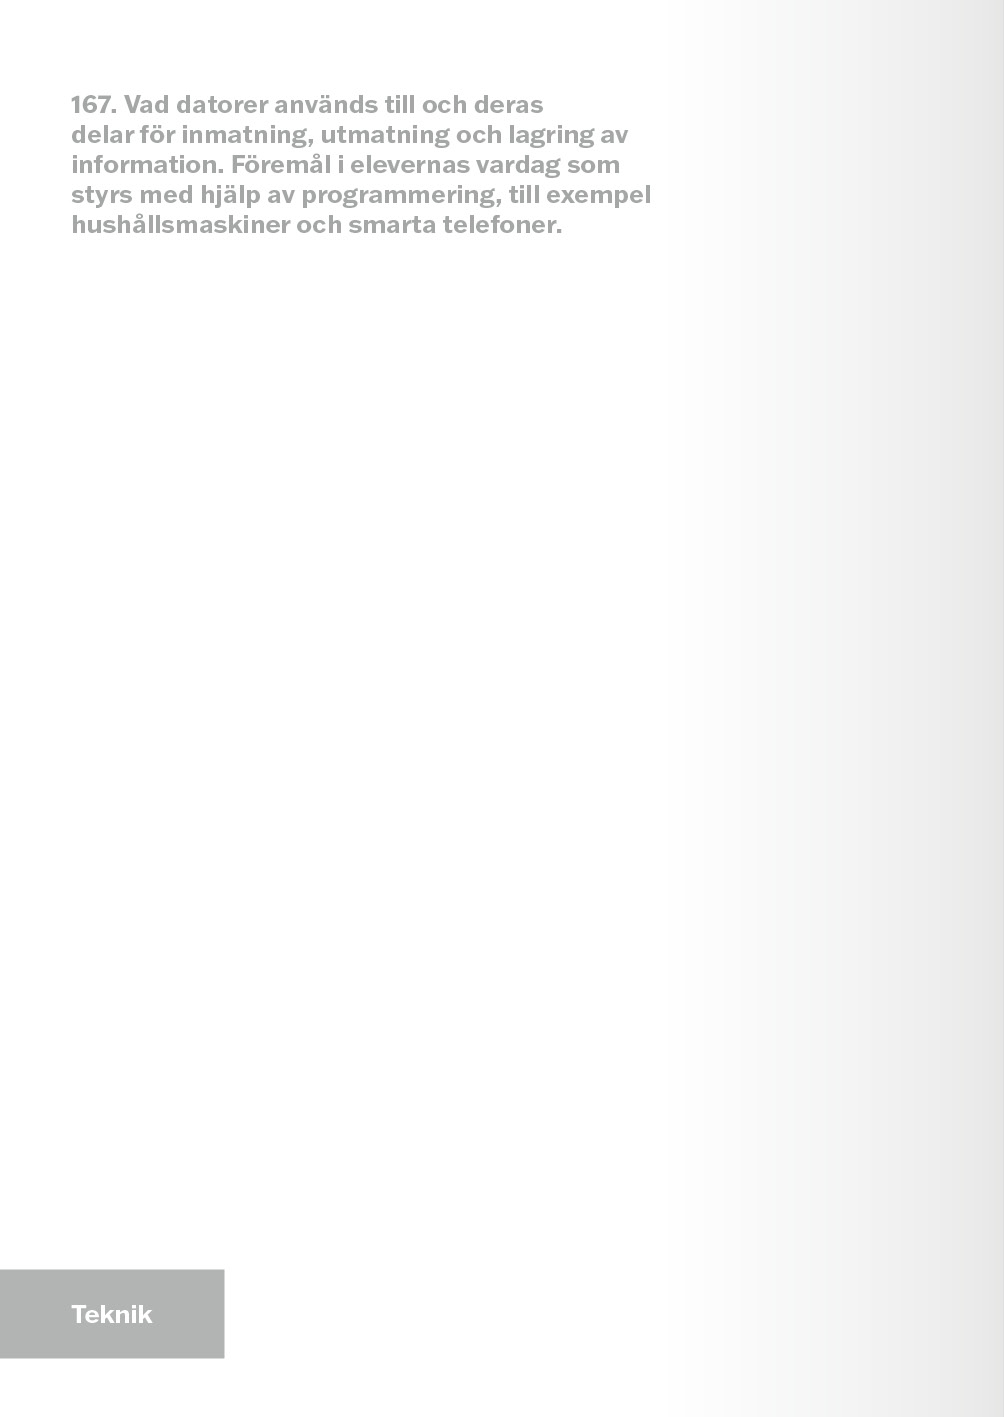 167. Vad datorer används till och deras
delar för inmatning, utmatning och lagring av
information. Föremål i elevernas vardag som
styrs med hjälp av programmering, till exempel
hushållsmaskiner och smarta telefoner.
Teknik